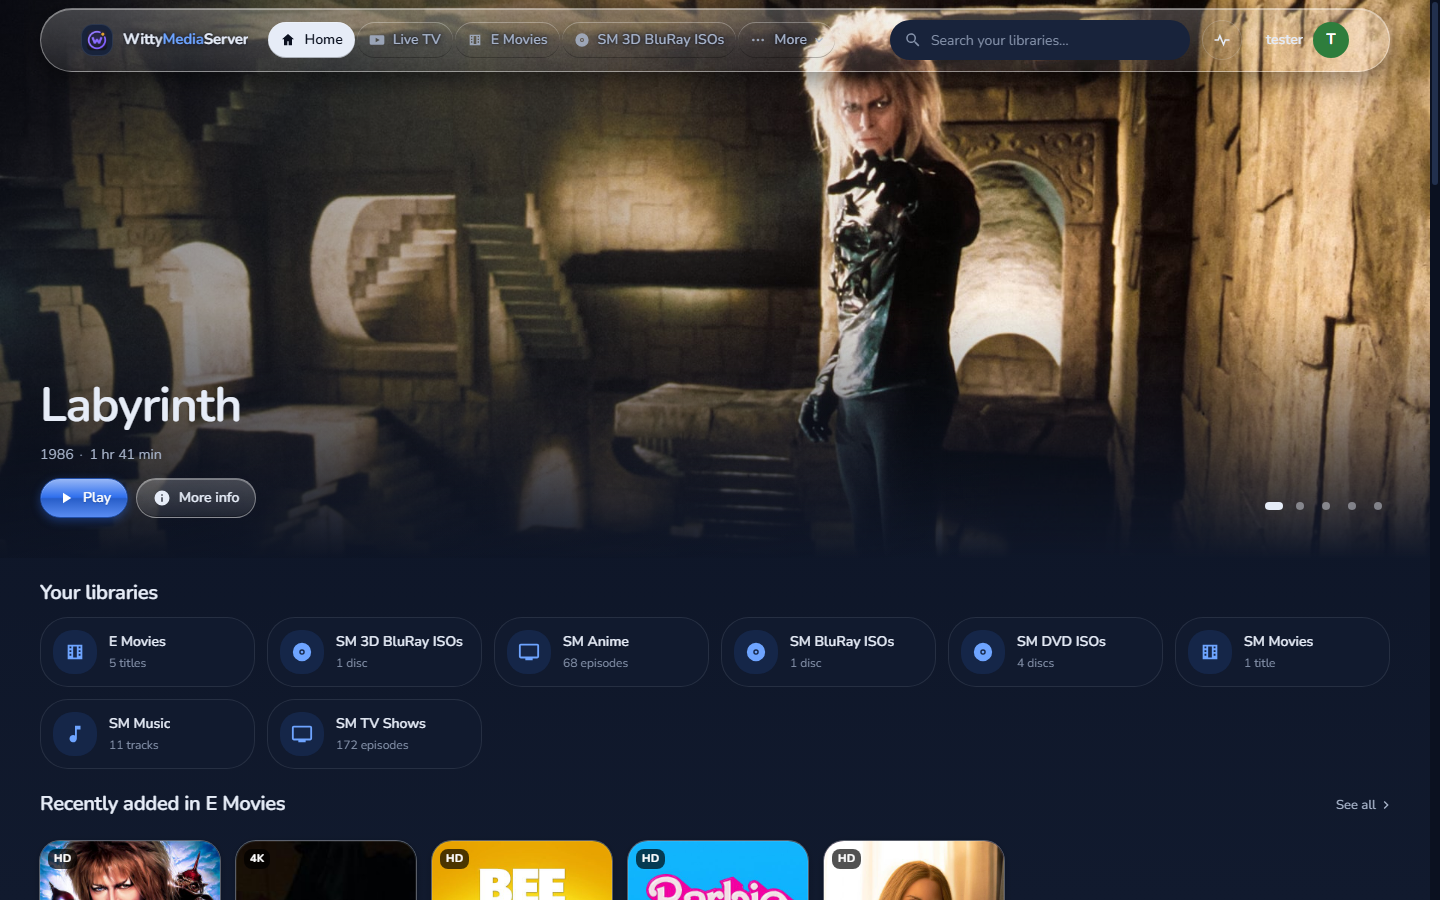 WittyMediaServer
Home
Live TV
E Movies
SM 3D BluRay ISOs
More
Search your libraries...
tester
T
Labyrinth
1986 · 1 hr 41 min
Play
More info
Your libraries
E Movies
5 titles
SM 3D BluRay ISOs
1 disc
SM Anime
68 episodes
SM BluRay ISOs
1 disc
SM DVD ISOs
4 discs
SM Movies
1 title
SM Music
11 tracks
SM TV Shows
172 episodes
Recently added in E Movies
See all
HD
4K
HD
BEE
HD
Barbie
HD